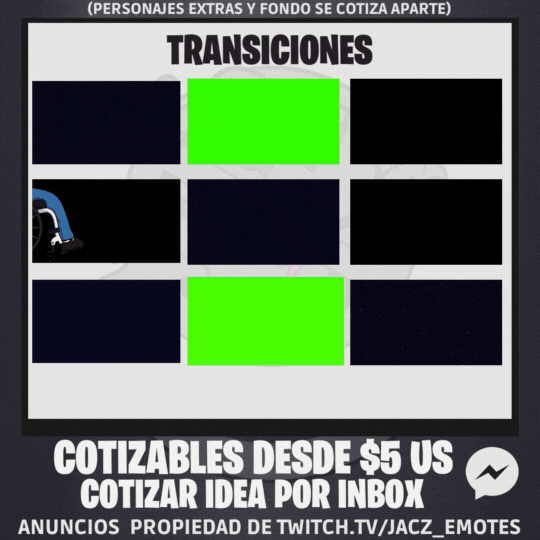 (PERSONAJES EXTRAS Y FONDO SE COTIZA APARTE)
TRANSICIONES
COTIZABLES DESDE $5 US
COTIZAR IDEA POR INBOX
ANUNCIOS PROPIEDAD DE TWITCH.TV/JACZ_EMOTES